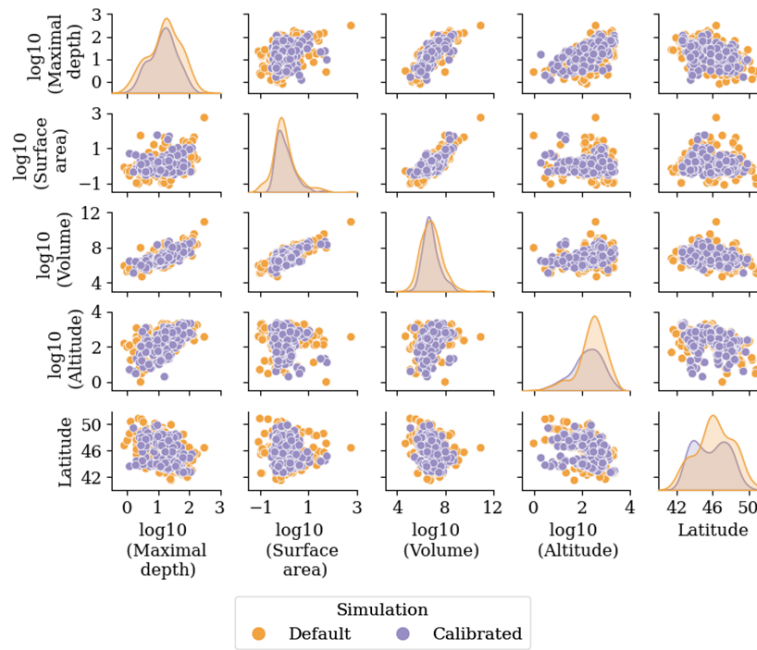 3
2
1
0
log10
(Maximal
depth)
3
1
−1
log10
(Surface
area)
12
8
4
log10
(Volume)
4
2
0
log10
(Altitude)
50
46
42
Latitude
0 1 2 3
−1 1 3
4 8 12
0 2 4
42 46 50
log10
(Maximal
depth)
log10
(Surface
area)
log10
(Volume)
log10
(Altitude)
Latitude
Simulation
Default Calibrated